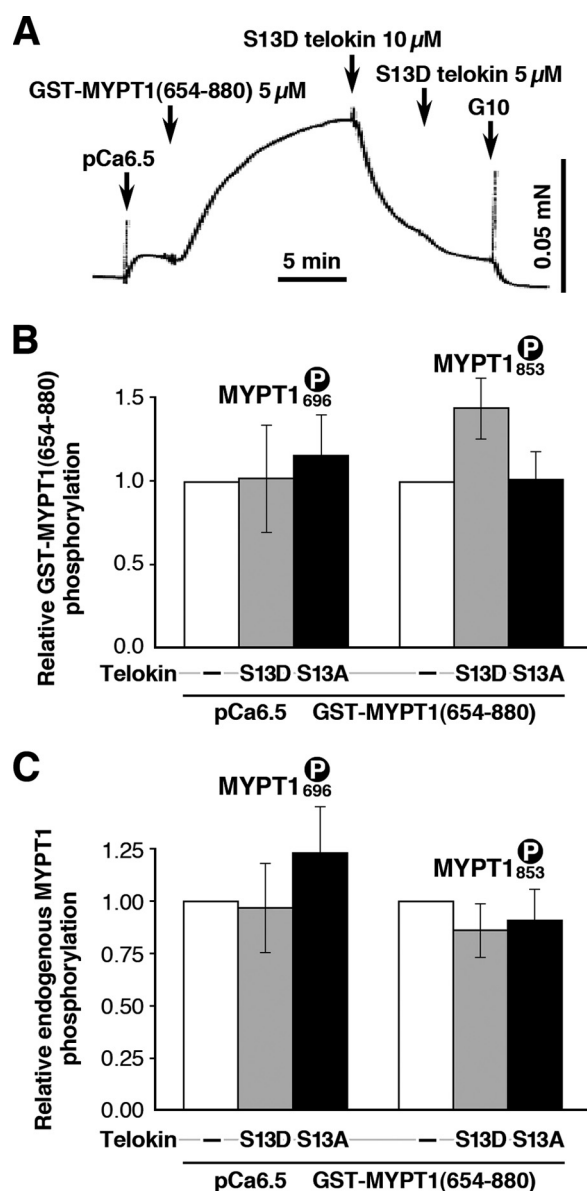 A
S13D telokin 10 µM
GST-MYPT1(654-880) 5 µM
S13D telokin 5 µM
pCa6.5
G10
5 min
0.05 mN
B
Relative GST-MYPT1(654-880)
phosphorylation
MYPT1 P 696
MYPT1 P 853
1.5
1.0
0.5
0.0
Telokin – S13D S13A – S13D S13A
pCa6.5 GST-MYPT1(654-880)
C
Relative endogenous MYPT1
phosphorylation
MYPT1 P 696
MYPT1 P 853
1.25
1.00
0.75
0.50
0.25
0.00
Telokin – S13D S13A – S13D S13A
pCa6.5 GST-MYPT1(654-880)